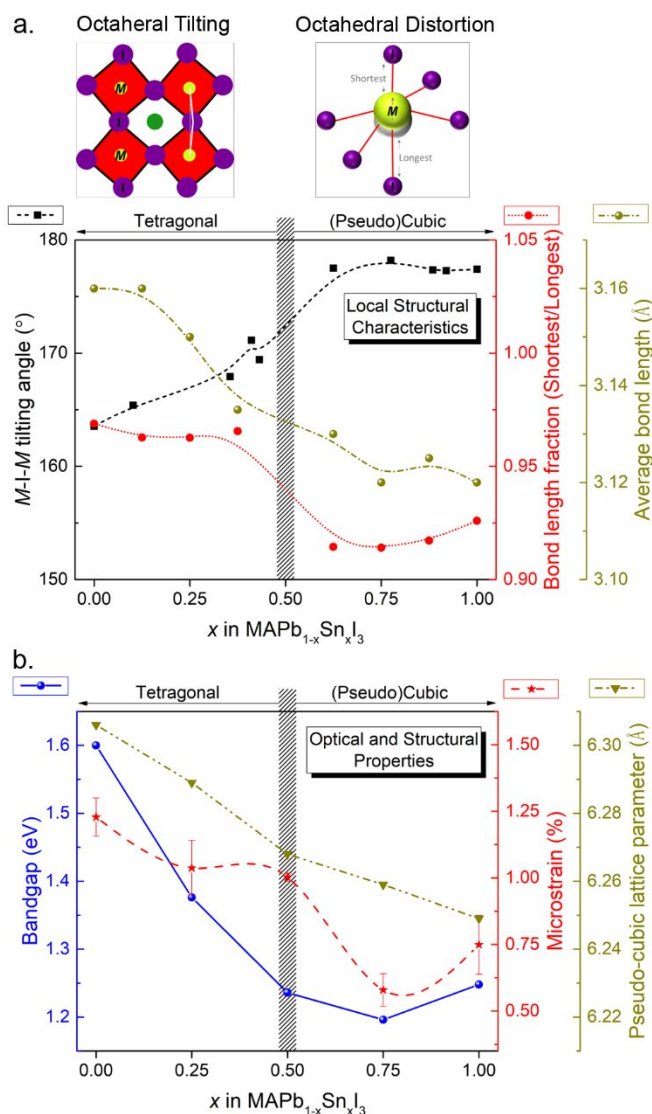 a.
Octaheral Tilting
Octahedral Distortion
I
M
I
M
I
I
Shortest
M
Longest
I
Tetragonal
(Pseudo)Cubic
Local Structural
Characteristics
180
170
160
150
M-I-M tilting angle (°)
1.05
1.00
0.95
0.90
Bond length fraction (Shortest/Longest)
3.16
3.14
3.12
3.10
Average bond length (Å)
0.00
0.25
0.50
0.75
1.00
x in MAPb1-xSnxI3
b.
Tetragonal
(Pseudo)Cubic
Optical and Structural
Properties
1.6
1.5
1.4
1.3
1.2
Bandgap (eV)
1.50
1.25
1.00
0.75
0.50
Microstrain (%)
6.30
6.28
6.26
6.24
6.22
Pseudo-cubic lattice parameter (Å)
0.00
0.25
0.50
0.75
1.00
x in MAPb1-xSnxI3